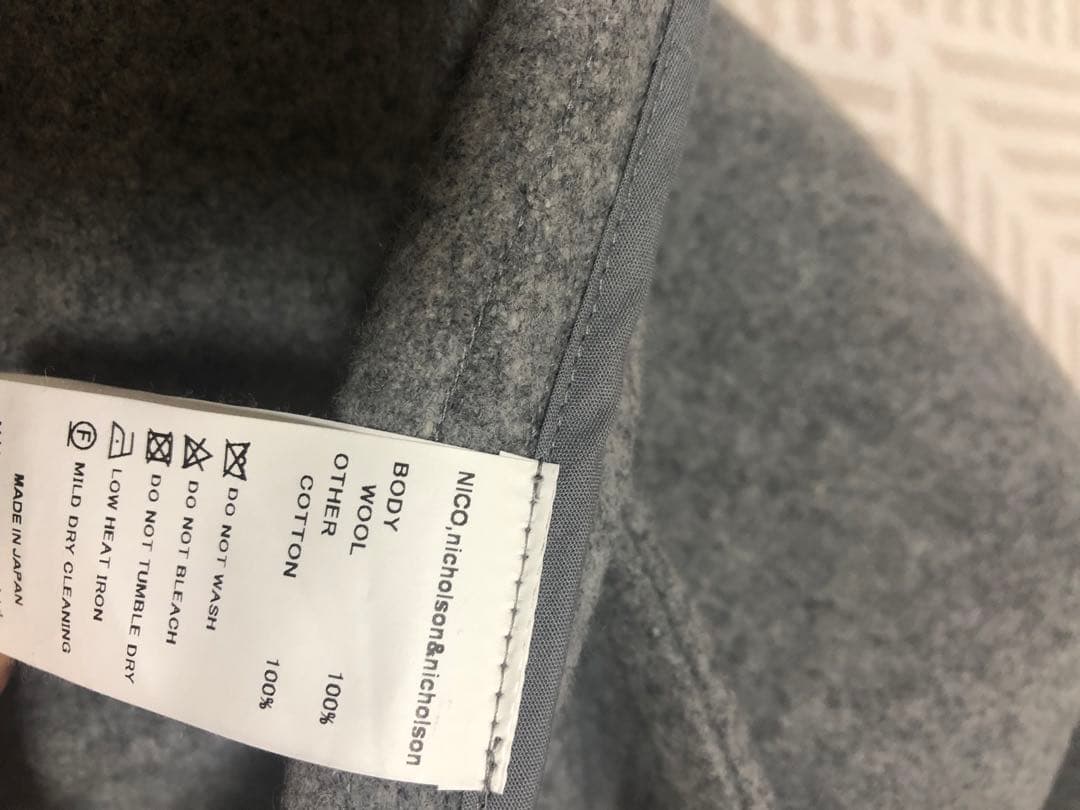 NICO,nicholson&nicholson
BODY
WOOL 100%
OTHER
COTTON 100%
DO NOT WASH
DO NOT BLEACH
DO NOT TUMBLE DRY
LOW HEAT IRON
F MILD DRY CLEANING
MADE IN JAPAN